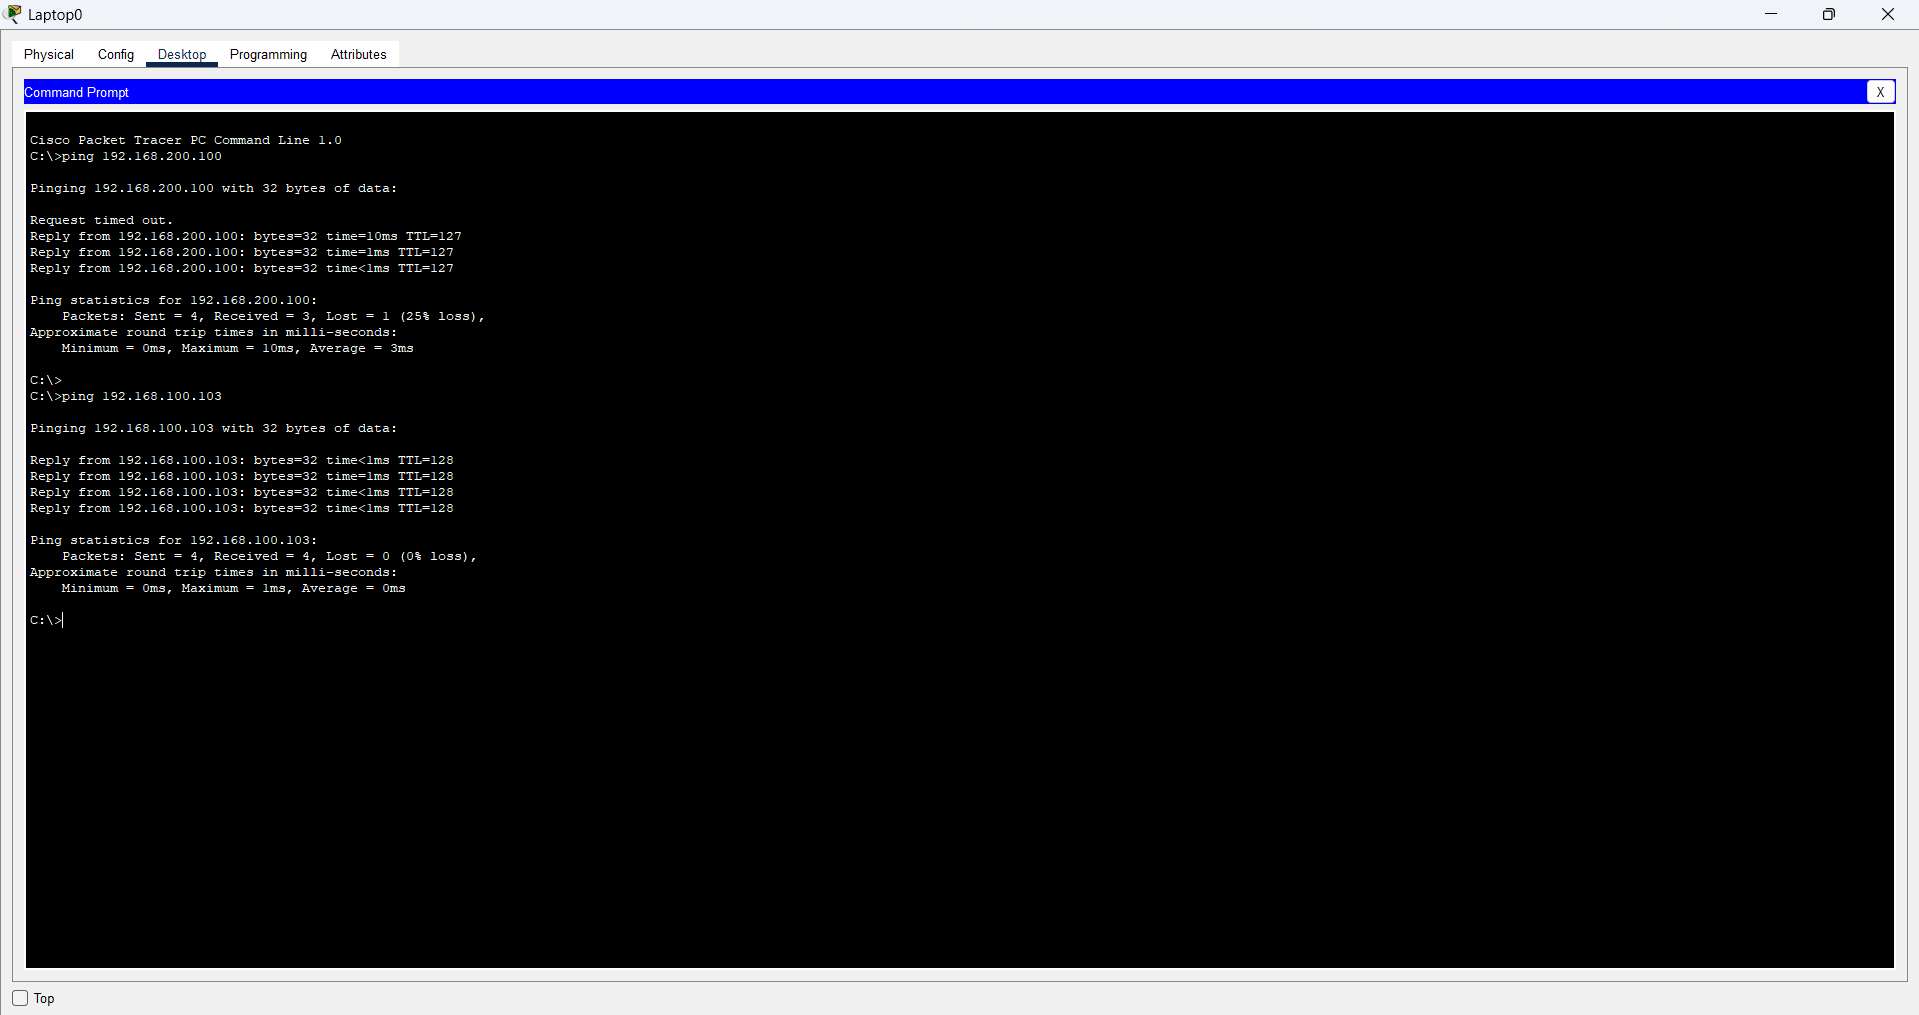 Laptop0
Physical Config Desktop Programming Attributes
Command Prompt
X
Cisco Packet Tracer PC Command Line 1.0
C:\>ping 192.168.200.100
Pinging 192.168.200.100 with 32 bytes of data:
Request timed out.
Reply from 192.168.200.100: bytes=32 time=10ms TTL=127
Reply from 192.168.200.100: bytes=32 time=1ms TTL=127
Reply from 192.168.200.100: bytes=32 time<1ms TTL=127
Ping statistics for 192.168.200.100:
Packets: Sent = 4, Received = 3, Lost = 1 (25% loss),
Approximate round trip times in milli-seconds:
Minimum = 0ms, Maximum = 10ms, Average = 3ms
C:\>
C:\>ping 192.168.100.103
Pinging 192.168.100.103 with 32 bytes of data:
Reply from 192.168.100.103: bytes=32 time<1ms TTL=128
Reply from 192.168.100.103: bytes=32 time=1ms TTL=128
Reply from 192.168.100.103: bytes=32 time<1ms TTL=128
Reply from 192.168.100.103: bytes=32 time<1ms TTL=128
Ping statistics for 192.168.100.103:
Packets: Sent = 4, Received = 4, Lost = 0 (0% loss),
Approximate round trip times in milli-seconds:
Minimum = 0ms, Maximum = 1ms, Average = 0ms
C:\>
Top